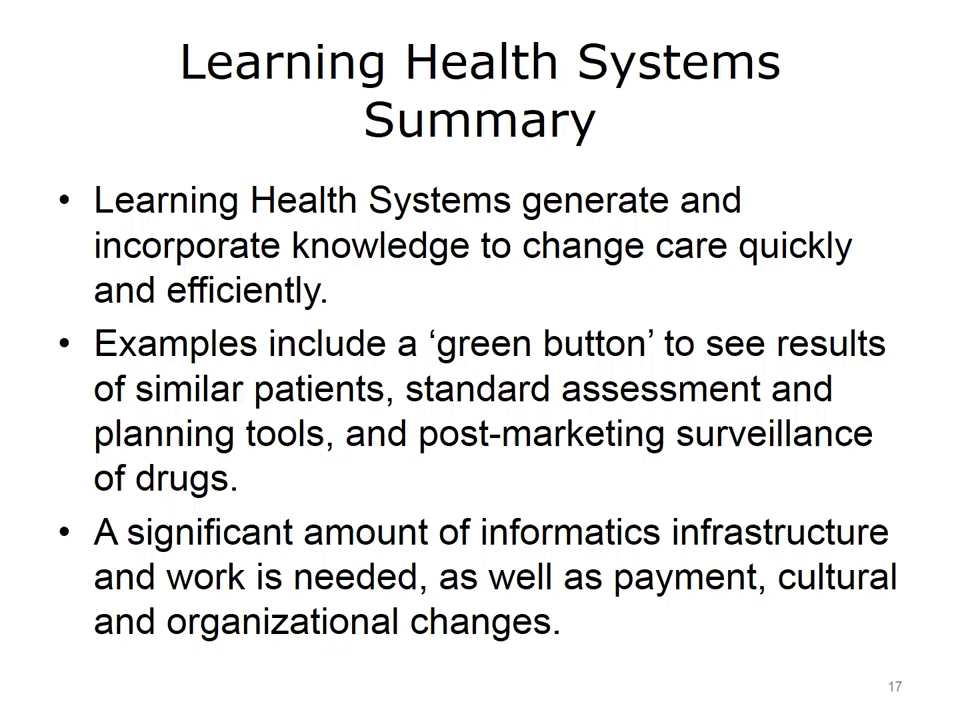 Learning Health Systems
Summary
• Learning Health Systems generate and
incorporate knowledge to change care quickly
and efficiently.
• Examples include a ‘green button’ to see results
of similar patients, standard assessment and
planning tools, and post-marketing surveillance
of drugs.
• A significant amount of informatics infrastructure
and work is needed, as well as payment, cultural
and organizational changes.
17